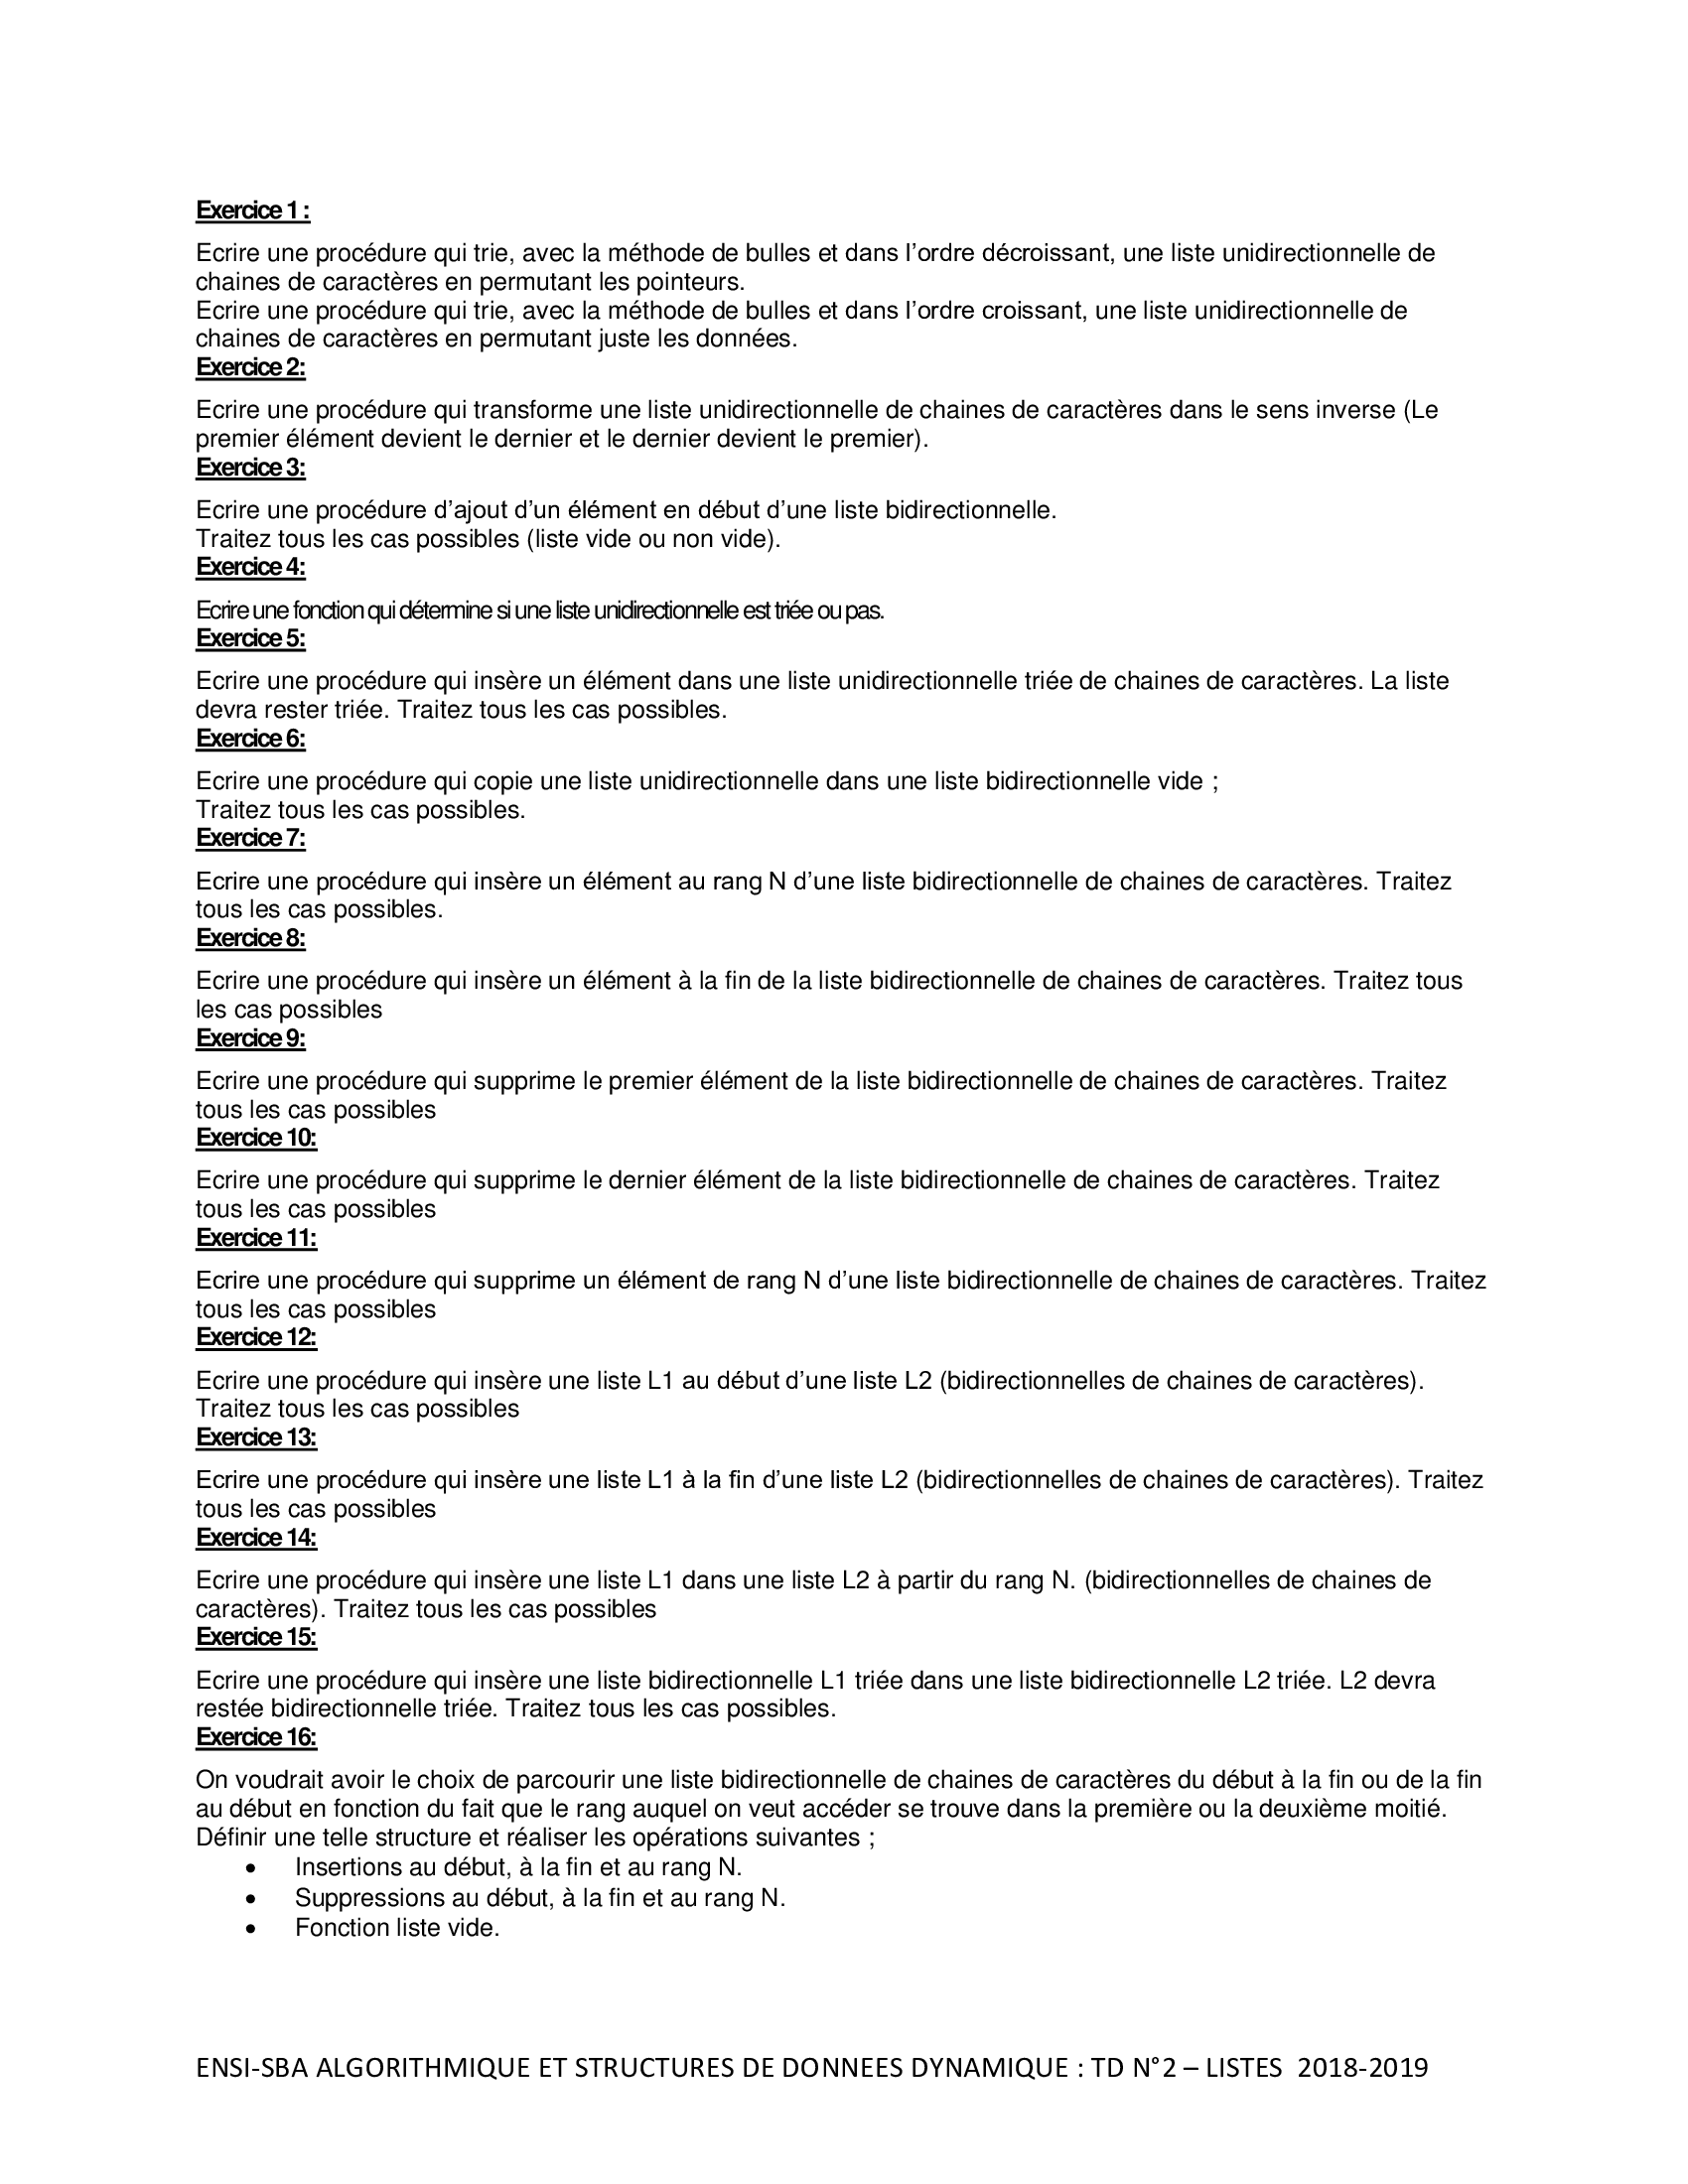 Exercice 1 :
Ecrire une procédure qui trie, avec la méthode de bulles et dans l’ordre décroissant, une liste unidirectionnelle de
chaines de caractères en permutant les pointeurs.
Ecrire une procédure qui trie, avec la méthode de bulles et dans l’ordre croissant, une liste unidirectionnelle de
chaines de caractères en permutant juste les données.
Exercice 2:
Ecrire une procédure qui transforme une liste unidirectionnelle de chaines de caractères dans le sens inverse (Le
premier élément devient le dernier et le dernier devient le premier).
Exercice 3:
Ecrire une procédure d’ajout d’un élément en début d’une liste bidirectionnelle.
Traitez tous les cas possibles (liste vide ou non vide).
Exercice 4:
Ecrire une fonction qui détermine si une liste unidirectionnelle est triée ou pas.
Exercice 5:
Ecrire une procédure qui insère un élément dans une liste unidirectionnelle triée de chaines de caractères. La liste
devra rester triée. Traitez tous les cas possibles.
Exercice 6:
Ecrire une procédure qui copie une liste unidirectionnelle dans une liste bidirectionnelle vide ;
Traitez tous les cas possibles.
Exercice 7:
Ecrire une procédure qui insère un élément au rang N d’une liste bidirectionnelle de chaines de caractères. Traitez
tous les cas possibles.
Exercice 8:
Ecrire une procédure qui insère un élément à la fin de la liste bidirectionnelle de chaines de caractères. Traitez tous
les cas possibles
Exercice 9:
Ecrire une procédure qui supprime le premier élément de la liste bidirectionnelle de chaines de caractères. Traitez
tous les cas possibles
Exercice 10:
Ecrire une procédure qui supprime le dernier élément de la liste bidirectionnelle de chaines de caractères. Traitez
tous les cas possibles
Exercice 11:
Ecrire une procédure qui supprime un élément de rang N d’une liste bidirectionnelle de chaines de caractères. Traitez
tous les cas possibles
Exercice 12:
Ecrire une procédure qui insère une liste L1 au début d’une liste L2 (bidirectionnelles de chaines de caractères).
Traitez tous les cas possibles
Exercice 13:
Ecrire une procédure qui insère une liste L1 à la fin d’une liste L2 (bidirectionnelles de chaines de caractères). Traitez
tous les cas possibles
Exercice 14:
Ecrire une procédure qui insère une liste L1 dans une liste L2 à partir du rang N. (bidirectionnelles de chaines de
caractères). Traitez tous les cas possibles
Exercice 15:
Ecrire une procédure qui insère une liste bidirectionnelle L1 triée dans une liste bidirectionnelle L2 triée. L2 devra
restée bidirectionnelle triée. Traitez tous les cas possibles.
Exercice 16:
On voudrait avoir le choix de parcourir une liste bidirectionnelle de chaines de caractères du début à la fin ou de la fin
au début en fonction du fait que le rang auquel on veut accéder se trouve dans la première ou la deuxième moitié.
Définir une telle structure et réaliser les opérations suivantes ;
• Insertions au début, à la fin et au rang N.
• Suppressions au début, à la fin et au rang N.
• Fonction liste vide.
ENSI-SBA ALGORITHMIQUE ET STRUCTURES DE DONNEES DYNAMIQUE : TD N°2 – LISTES 2018-2019